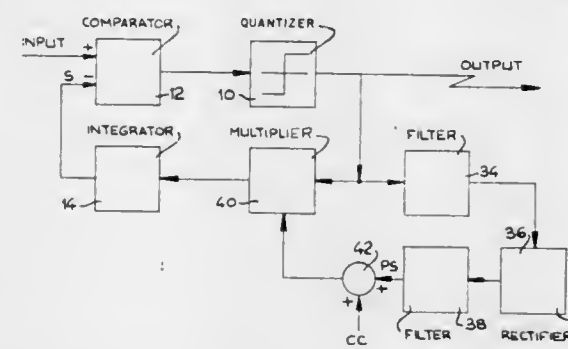 COMPARATOR
QUANTIZER
INPUT
+
S
−
12
10
OUTPUT
INTEGRATOR
MULTIPLIER
FILTER
14
40
34
42
PS
+
+
CC
36
FILTER
38
RECTIFIER